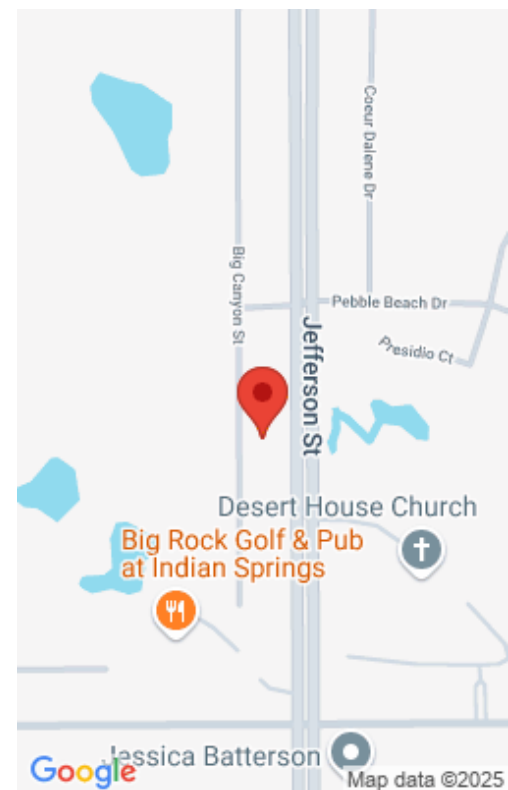 Coeur Dalene Dr
Big Canyon St
Pebble Beach Dr
Jefferson St
Presidio Ct
Desert House Church
Big Rock Golf & Pub
at Indian Springs
Jessica Batterson
Google
Map data ©2025